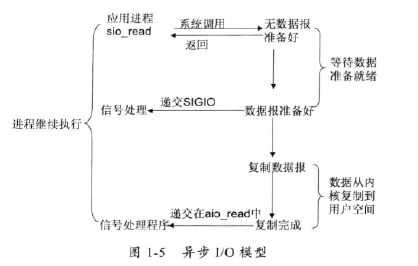 应用进程
sio_read
系统调用
返回
无数据报
准备好
等待数据
准备就绪
进程继续执行
信号处理
递交SIGIO
数据报准备好
复制数据报
数据从内
核复制到
用户空间
信号处理程序
递交在aio_read中
复制完成
图 1-5 异步 I/O 模型